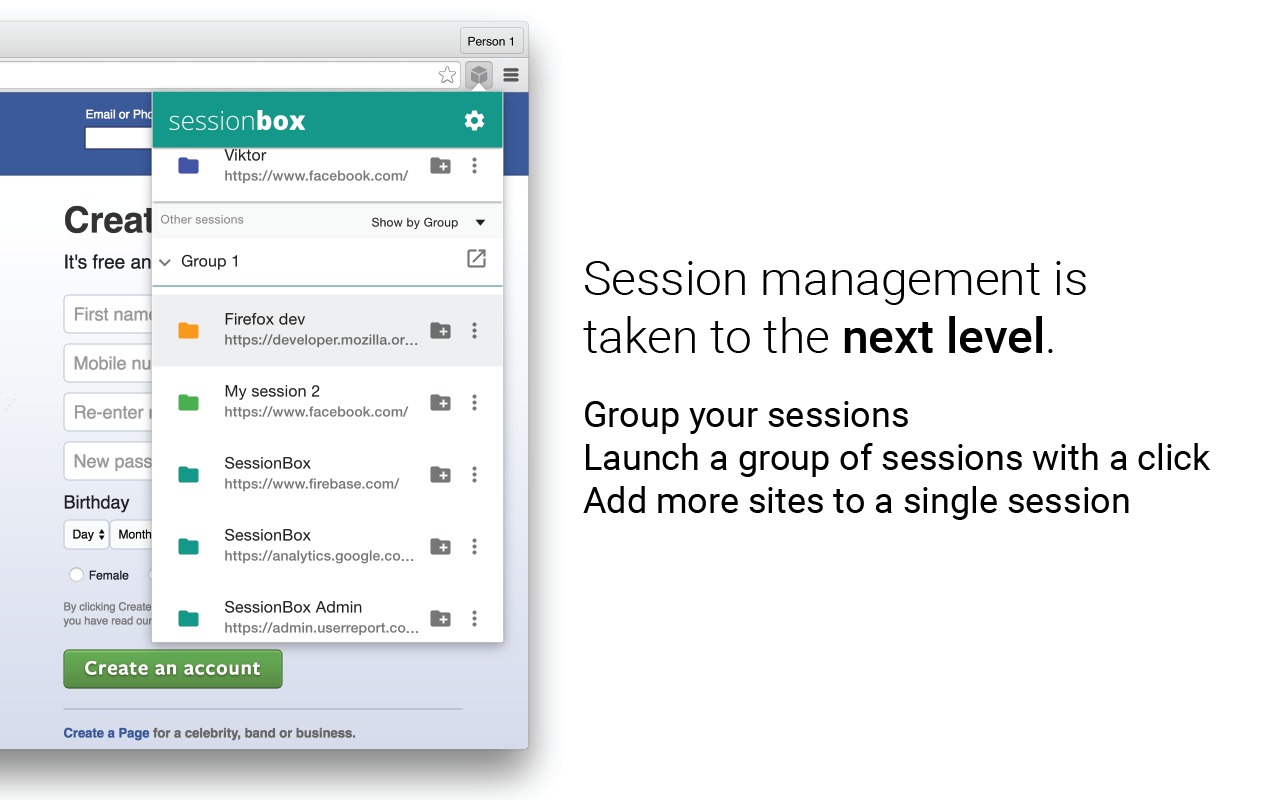 Person 1
Email or Pho
sessionbox
Viktor
https://www.facebook.com/
Other sessions
Show by Group
Group 1
Firefox dev
https://developer.mozilla.or...
My session 2
https://www.facebook.com/
SessionBox
https://www.firebase.com/
SessionBox
https://analytics.google.co...
SessionBox Admin
https://admin.userreport.co...
Creat
It's free an
First name
Mobile nu
Re-enter
New pass
Birthday
Day Month
Female
By clicking Create
you have read our
Create an account
Create a Page for a celebrity, band or business.
Session management is
taken to the next level.
Group your sessions
Launch a group of sessions with a click
Add more sites to a single session